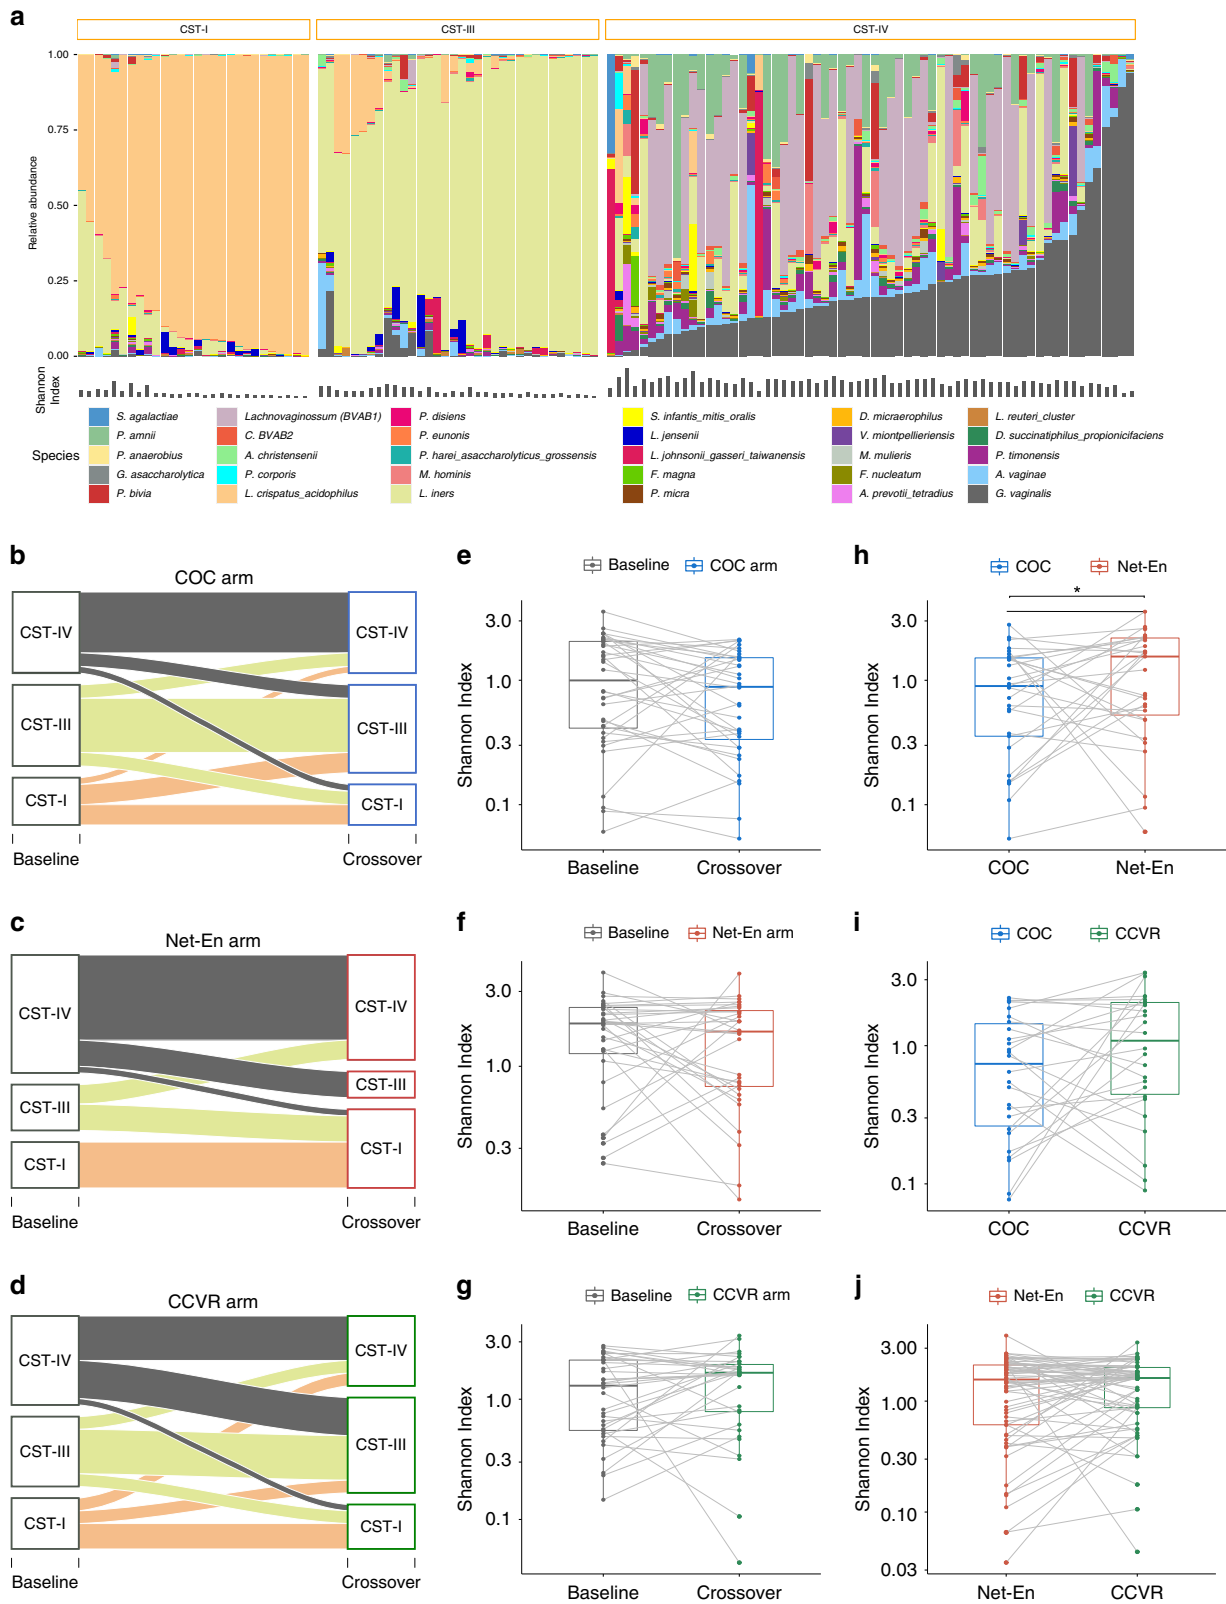 a
CST-I
CST-III
CST-IV
Relative abundance
1.00
0.75
0.50
0.25
0.00
Shannon Index
Species
S. agalactiae
P. amnii
P. anaerobius
G. asaccharolytica
P. bivia
Lachnovaginossum (BVAB1)
C. BVAB2
A. christensenii
P. corporis
L. crispatus_acidophilus
P. disiens
P. eunonis
P. harei_asaccharolyticus_grossensis
M. hominis
L. iners
S. infantis_mitis_oralis
L. jensenii
L. johnsonii_gasseri_taiwanensis
F. magna
P. micra
D. micraerophilus
V. montpellieriensis
M. mulieris
F. nucleatum
A. prevotii_tetradius
L. reuteri_cluster
D. succinatiphilus_propionicifaciens
P. timonensis
A. vaginae
G. vaginalis
b
COC arm
CST-IV
CST-III
CST-I
CST-IV
CST-III
CST-I
Baseline
Crossover
c
Net-En arm
CST-IV
CST-III
CST-I
CST-IV
CST-III
CST-I
Baseline
Crossover
d
CCVR arm
CST-IV
CST-III
CST-I
CST-IV
CST-III
CST-I
Baseline
Crossover
e
Baseline
COC arm
Shannon Index
3.0
1.0
0.3
0.1
Baseline
Crossover
f
Baseline
Net-En arm
Shannon Index
3.0
1.0
0.3
Baseline
Crossover
g
Baseline
CCVR arm
Shannon Index
3.0
1.0
0.3
0.1
Baseline
Crossover
h
COC
Net-En
*
Shannon Index
3.0
1.0
0.3
0.1
COC
Net-En
i
COC
CCVR
Shannon Index
3.0
1.0
0.3
0.1
COC
CCVR
j
Net-En
CCVR
Shannon Index
3.00
1.00
0.30
0.10
0.03
Net-En
CCVR